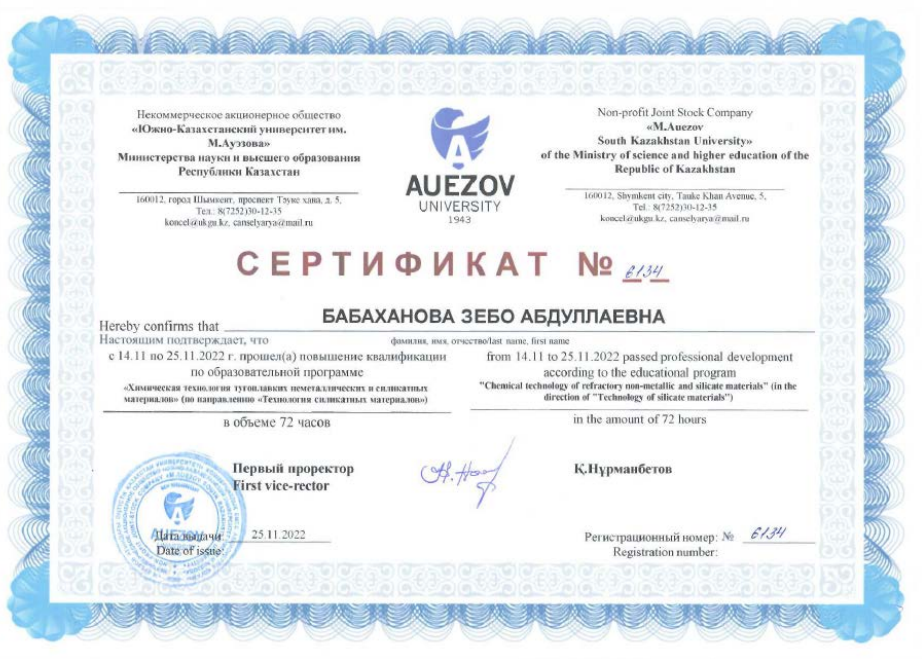 Некоммерческое акционерное общество
«Южно-Казахстанский университет им.
М.Ауэзова»
Министерства науки и высшего образования
Республики Казахстан
160012, город Шымкент, проспект Тауке хана, д. 5,
Тел.: 8(7252)30-12-35
koncel@ukgu.kz, canselyarya@mail.ru
AUEZOV
UNIVERSITY
1943
Non-profit Joint Stock Company
«M.Auezov
South Kazakhstan University»
of the Ministry of science and higher education of the
Republic of Kazakhstan
160012, Shymkent city, Tauke Khan Avenue, 5,
Tel.: 8(7252)30-12-35
koncel@ukgu.kz, canselyarya@mail.ru
СЕРТИФИКАТ № 6134
Hereby confirms that БАБАХАНОВА ЗЕБО АБДУЛЛАЕВНА
Настоящим подтверждает, что фамилия, имя, отчество/last name, first name
с 14.11 по 25.11.2022 г. прошел(а) повышение квалификации
по образовательной программе
«Химическая технология тугоплавких неметаллических и силикатных
материалов» (по направлению «Технология силикатных материалов»)
в объеме 72 часов
from 14.11 to 25.11.2022 passed professional development
according to the educational program
"Chemical technology of refractory non-metallic and silicate materials" (in the
direction of "Technology of silicate materials")
in the amount of 72 hours
Первый проректор
First vice-rector
Қ.Нұрманбетов
Дата выдачи: 25.11.2022
Date of issue:
Регистрационный номер: № 6134
Registration number: